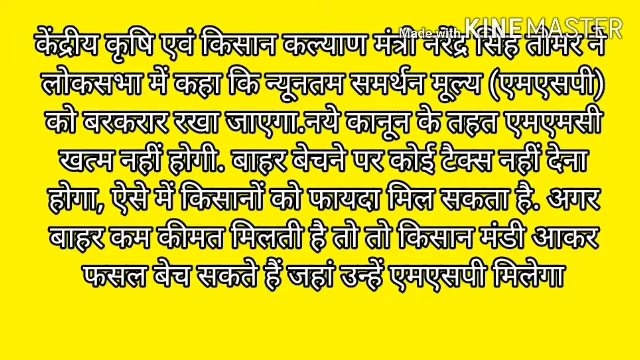 Made with KINEMASTER
केंद्रीय कृषि एवं किसान कल्याण मंत्री नरेंद्र सिंह तोमर ने
लोकसभा में कहा कि न्यूनतम समर्थन मूल्य (एमएसपी)
को बरकरार रखा जाएगा.नये कानून के तहत एमएमसी
खत्म नहीं होगी. बाहर बेचने पर कोई टैक्स नहीं देना
होगा, ऐसे में किसानों को फायदा मिल सकता है. अगर
बाहर कम कीमत मिलती है तो तो किसान मंडी आकर
फसल बेच सकते हैं जहां उन्हें एमएसपी मिलेगा